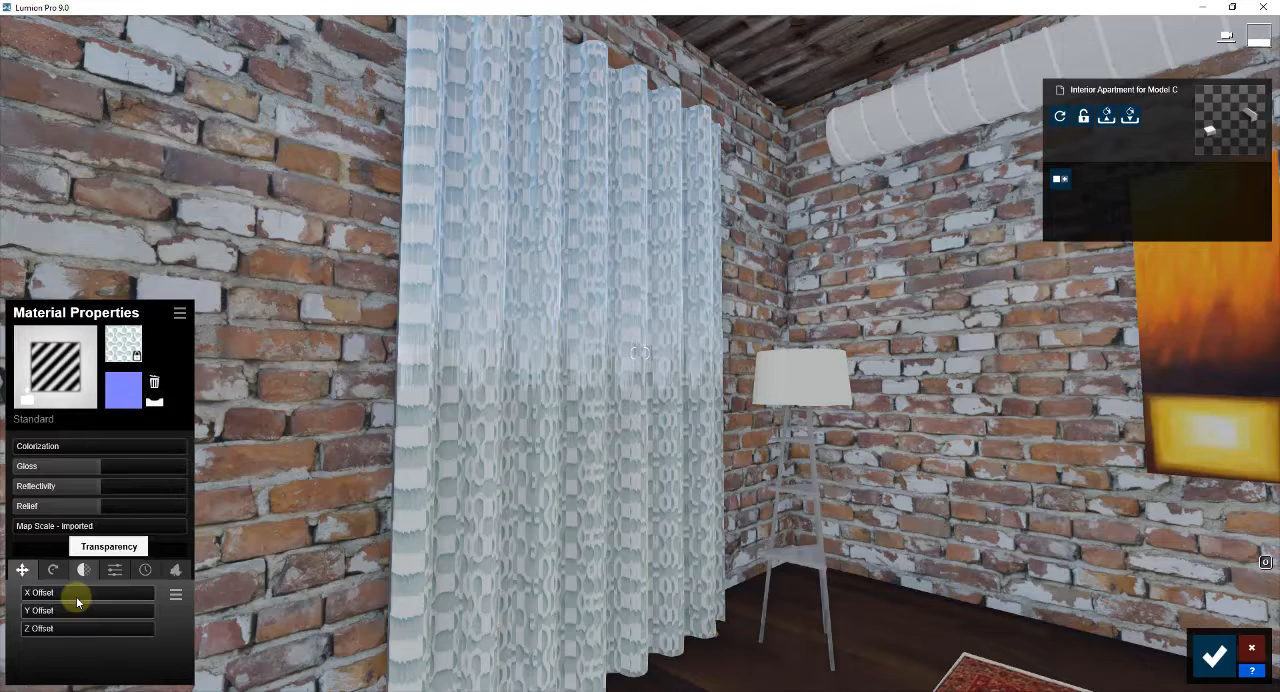 Lumion Pro 9.0
Interior Apartment for Model C
Material Properties
Standard
Colorization
Gloss
Reflectivity
Relief
Map Scale - Imported
Transparency
X Offset
Y Offset
Z Offset
?